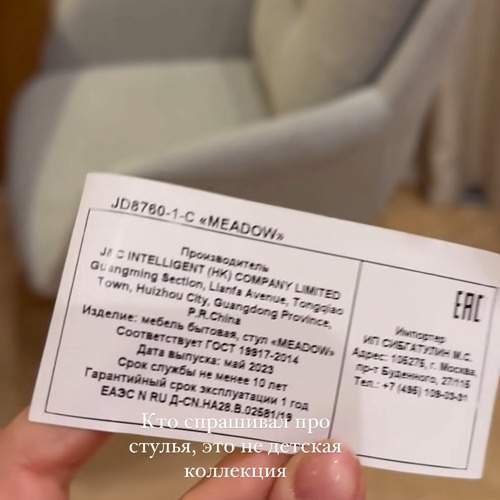 JD8760-1-C «MEADOW»
Производитель
J&C INTELLIGENT (HK) COMPANY LIMITED
Guangming Section, Lianfa Avenue, Tongqiao
Town, Huizhou City, Guangdong Province,
P.R.China
Изделие: мебель бытовая, стул «MEADOW»
Соответствует ГОСТ 19917-2014
Дата выпуска: май 2023
Срок службы не менее 10 лет
Гарантийный срок эксплуатации 1 год
ЕАЭС N RU Д-CN.НА28.В.02581/19
EAC
Импортер
ИП СИБГАТУЛИН М.С.
Адрес: 105275, г. Москва,
пр-т Буденного, 27/115
Тел.: +7 (495) 109-03-31
Кто спрашивал про
стулья, это не детская
коллекция